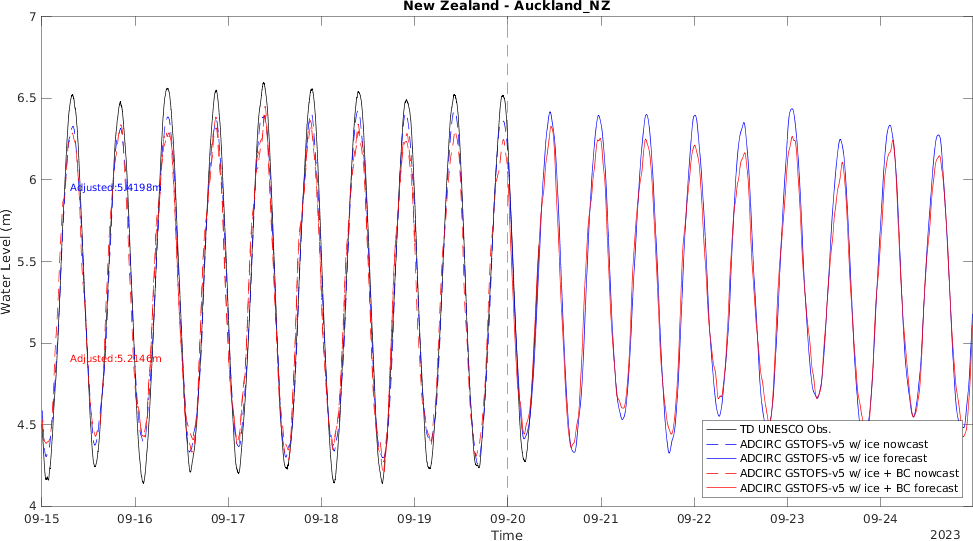 New Zealand - Auckland_NZ
7
6.5
6
5.5
5
4.5
4
Water Level (m)
Adjusted:5.4198m
Adjusted:5.2146m
TD UNESCO Obs.
ADCIRC GSTOFS-v5 w/ ice nowcast
ADCIRC GSTOFS-v5 w/ ice forecast
ADCIRC GSTOFS-v5 w/ ice + BC nowcast
ADCIRC GSTOFS-v5 w/ ice + BC forecast
09-15 09-16 09-17 09-18 09-19 09-20 09-21 09-22 09-23 09-24
Time
2023